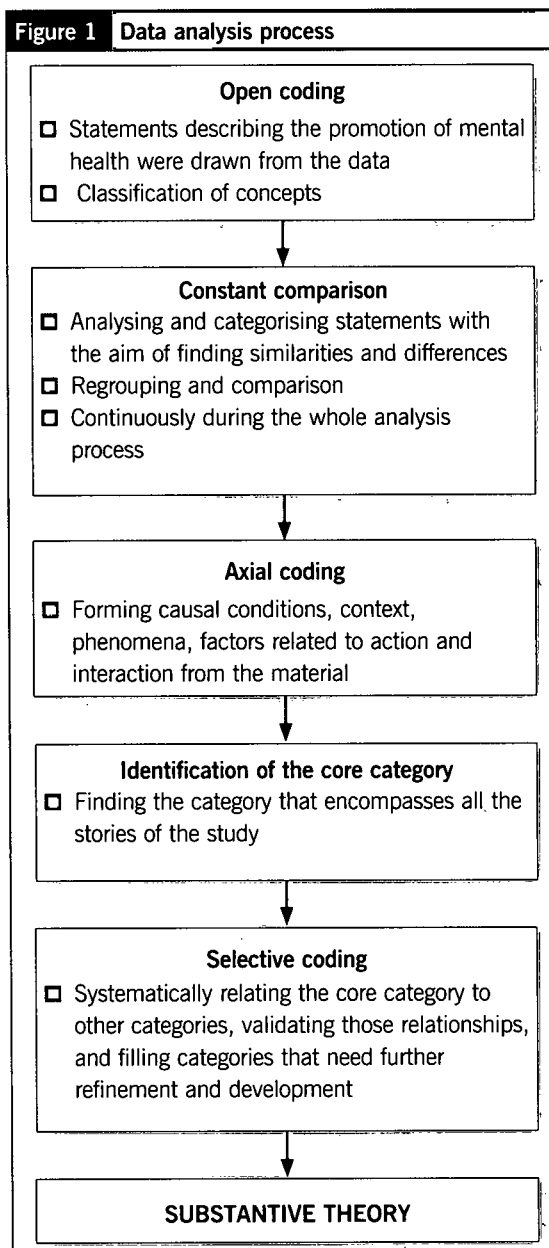 Figure 1 Data analysis process
Open coding
☐ Statements describing the promotion of mental
health were drawn from the data
☐ Classification of concepts
Constant comparison
☐ Analysing and categorising statements with
the aim of finding similarities and differences
☐ Regrouping and comparison
☐ Continuously during the whole analysis
process
Axial coding
☐ Forming causal conditions, context,
phenomena, factors related to action and
interaction from the material
Identification of the core category
☐ Finding the category that encompasses all the
stories of the study
Selective coding
☐ Systematically relating the core category to
other categories, validating those relationships,
and filling categories that need further
refinement and development
SUBSTANTIVE THEORY